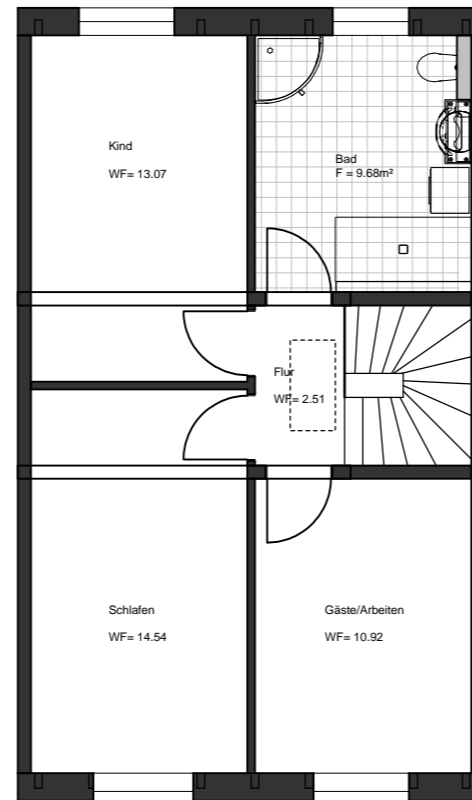 Kind
WF= 13.07
Bad
F = 9.68m²
Flur
WF= 2.51
Schlafen
WF= 14.54
Gäste/Arbeiten
WF= 10.92